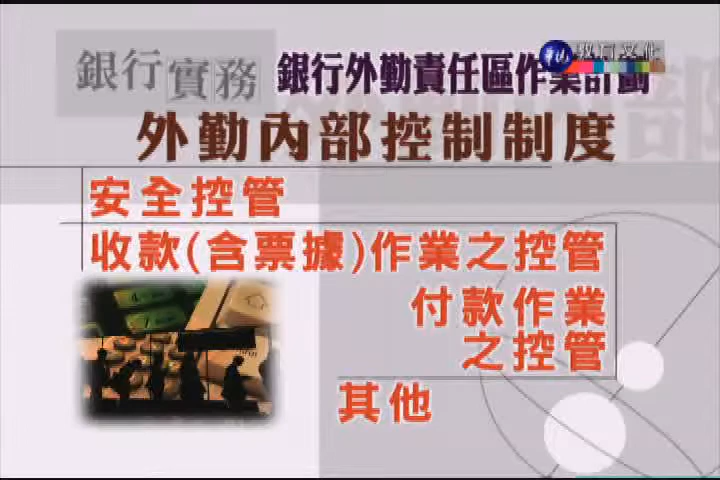 銀行實務
銀行外勤責任區作業計劃
外勤內部控制制度
安全控管
收款(含票據)作業之控管
付款作業
之控管
其他